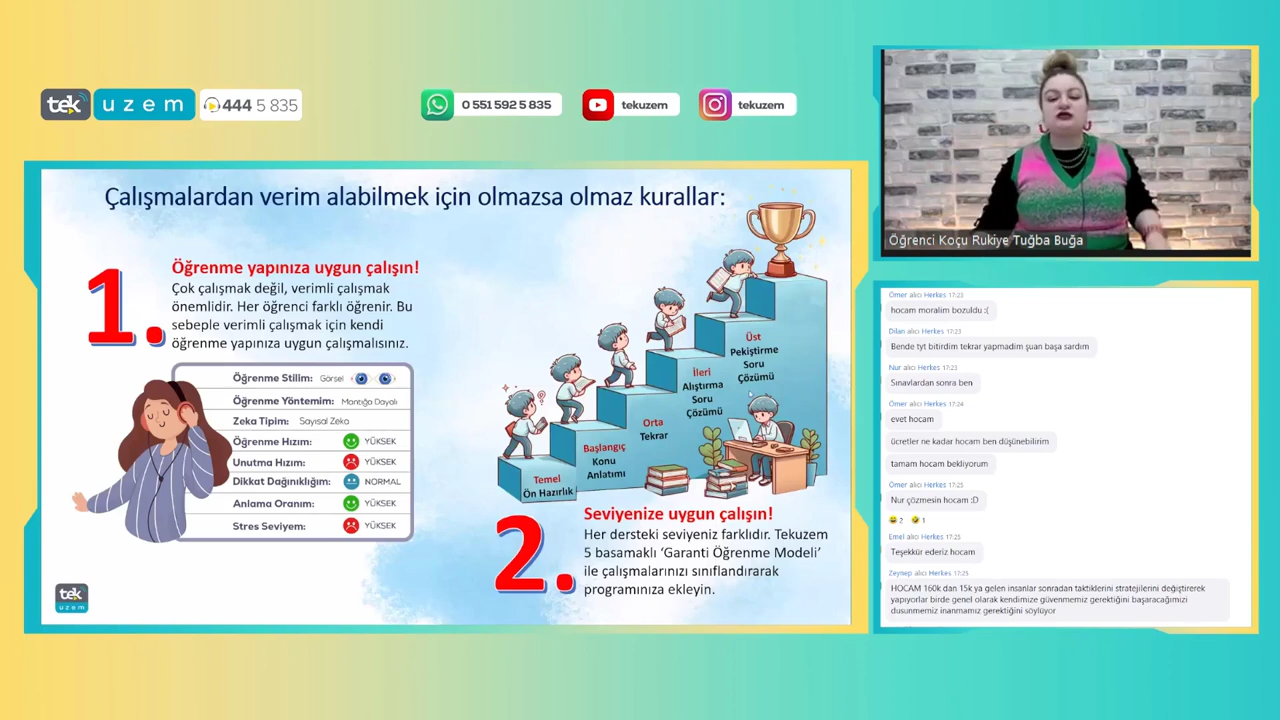 tek uzem 444 5 835
0 551 592 5 835
tekuzem
tekuzem
Çalışmalardan verim alabilmek için olmazsa olmaz kurallar:
1.
Öğrenme yapınıza uygun çalışın!
Çok çalışmak değil, verimli çalışmak
önemlidir. Her öğrenci farklı öğrenir. Bu
sebeple verimli çalışmak için kendi
öğrenme yapınıza uygun çalışmalısınız.
Öğrenme Stilim: Görsel
Öğrenme Yöntemim: Mantığa Dayalı
Zeka Tipim: Sayısal Zeka
Öğrenme Hızım: YÜKSEK
Unutma Hızım: YÜKSEK
Dikkat Dağınıklığım: NORMAL
Anlama Oranım: YÜKSEK
Stres Seviyem: YÜKSEK
Temel
Ön Hazırlık
Başlangıç
Konu
Anlatımı
Orta
Tekrar
İleri
Alıştırma
Soru
Çözümü
Üst
Pekiştirme
Soru
Çözümü
2.
Seviyenize uygun çalışın!
Her dersteki seviyeniz farklıdır. Tekuzem
5 basamaklı ‘Garanti Öğrenme Modeli’
ile çalışmalarınızı sınıflandırarak
programınıza ekleyin.
tek
uzem
Öğrenci Koçu Rukiye Tuğba Buğa
Ömer alıcı Herkes 17:23
hocam moralim bozuldu :(
Dilan alıcı Herkes 17:23
Bende tyt bitirdim tekrar yapmadim şuan başa sardım
Nur alıcı Herkes 17:23
Sınavlardan sonra ben
Ömer alıcı Herkes 17:24
evet hocam
ücretler ne kadar hocam ben düşünebilirim
tamam hocam bekliyorum
Ömer alıcı Herkes 17:25
Nur çözmesin hocam :D
2 1
Emel alıcı Herkes 17:25
Teşekkür ederiz hocam
Zeynep alıcı Herkes 17:25
HOCAM 160k dan 15k ya gelen insanlar sonradan taktiklerini stratejilerini değiştirerek
yapıyorlar birde genel olarak kendimize güvenmemiz gerektiğini başaracağımizi
dusunmemiz inanmamız gerektiğini söylüyor